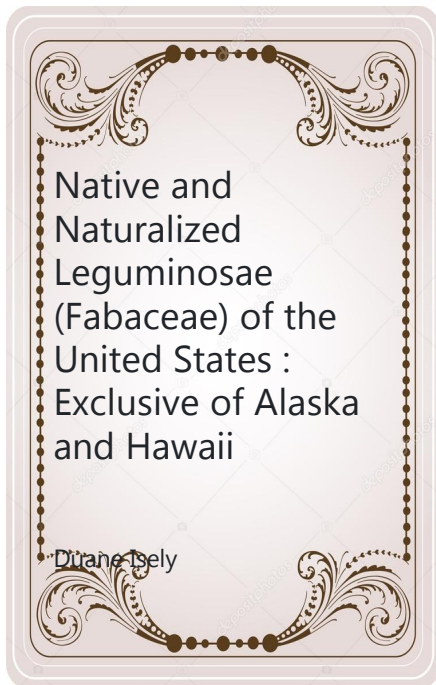 Native and
Naturalized
Leguminosae
(Fabaceae) of the
United States :
Exclusive of Alaska
and Hawaii
Duane Isely